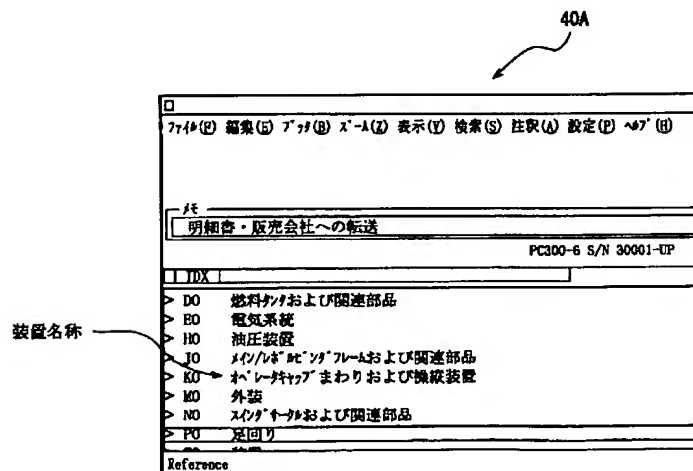 40A
ファイル(F) 編集(E) ブック(B) ズーム(Z) 表示(V) 検索(S) 注釈(A) 設定(P) ヘルプ(H)
メモ
明細書・販売会社への転送
PC300-6 S/N 30001-UP
IDX
> D0 燃料タンクおよび関連部品
> E0 電気系統
> H0 油圧装置
> J0 メイン/レボルビングフレームおよび関連部品
装置名称
> K0 オペレータキャップまわりおよび操縦装置
> M0 外装
> N0 スイングサークルおよび関連部品
> P0 足回り
Reference